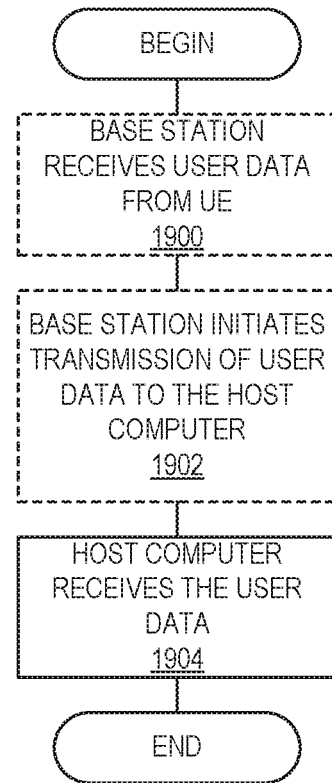 BEGIN
BASE STATION
RECEIVES USER DATA
FROM UE
1900
BASE STATION INITIATES
TRANSMISSION OF USER
DATA TO THE HOST
COMPUTER
1902
HOST COMPUTER
RECEIVES THE USER
DATA
1904
END